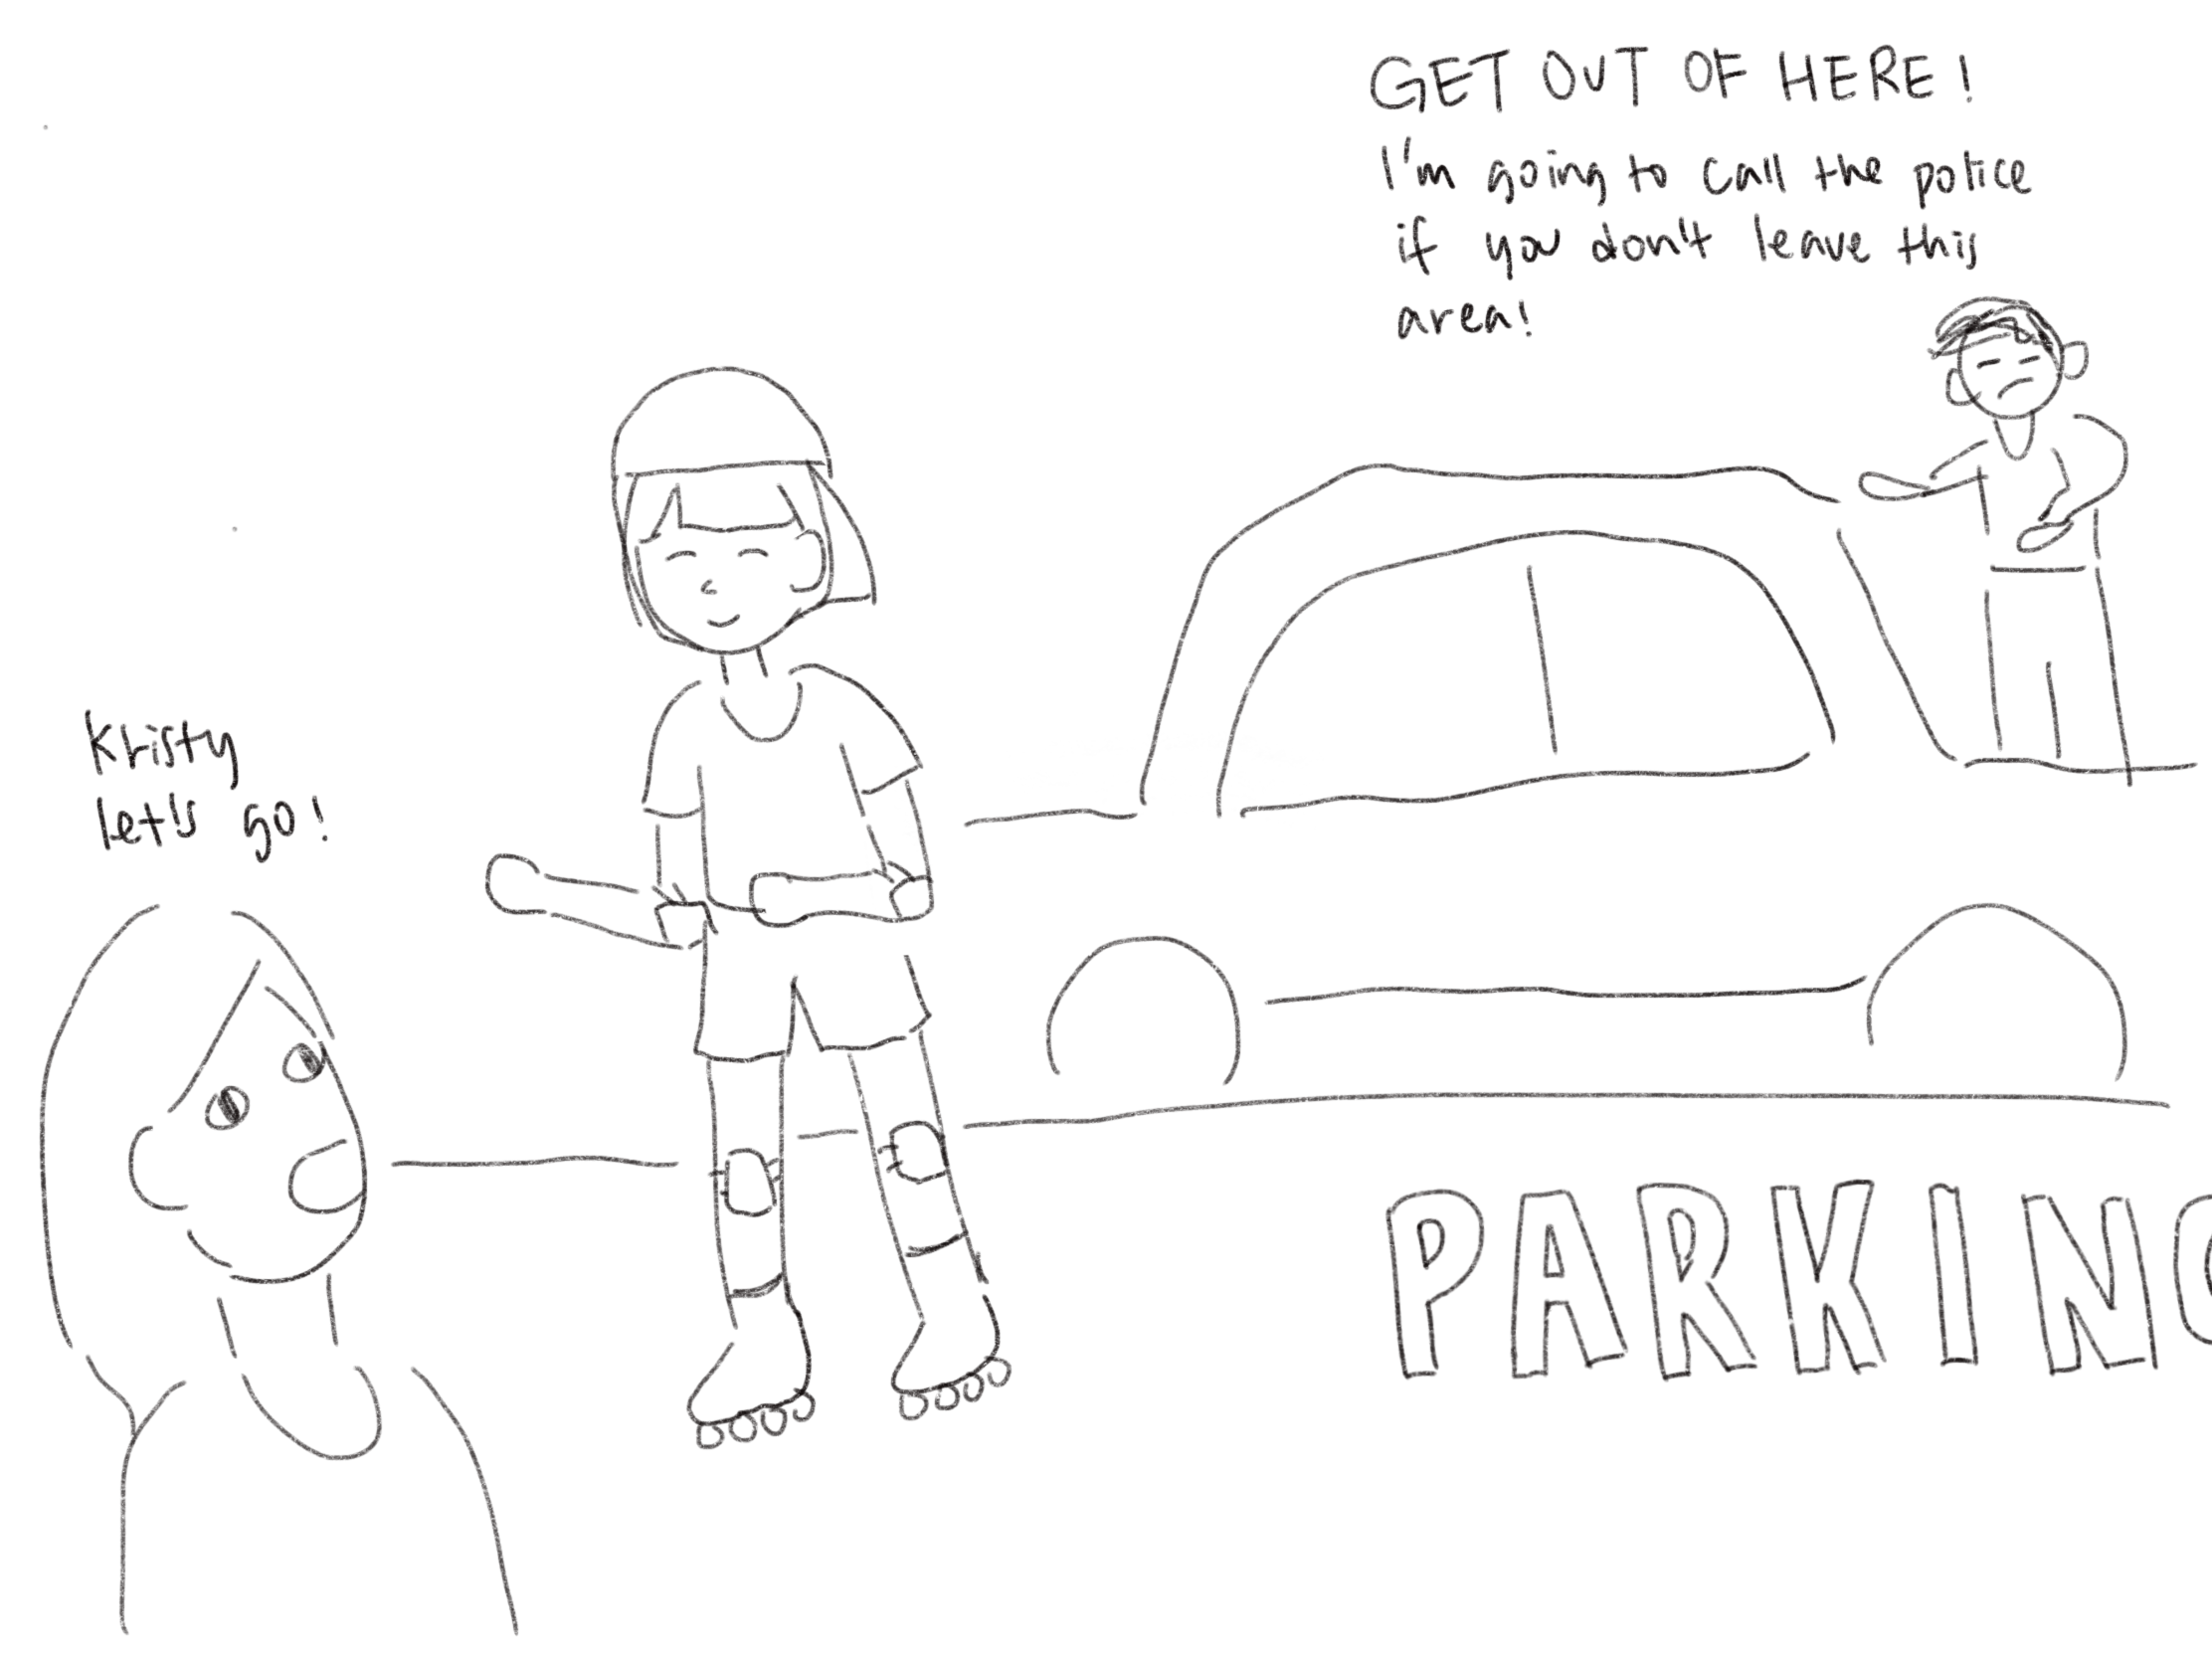 GET OUT OF HERE!
I'm going to call the police
if you don't leave this
area!
Kristy
let's go!
PARKING